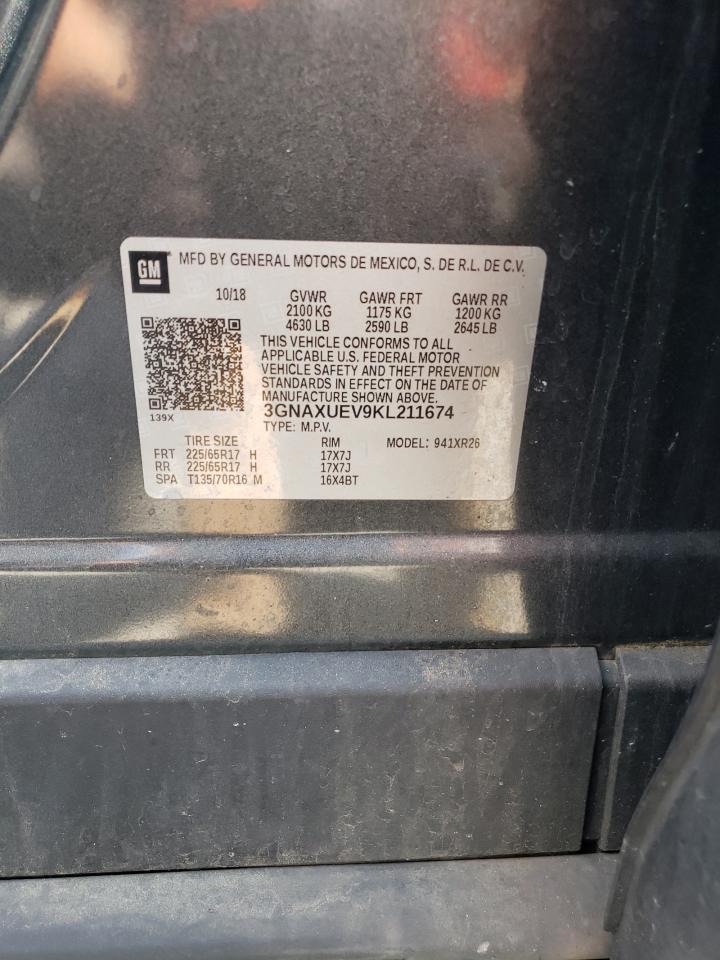 GM
MFD BY GENERAL MOTORS DE MEXICO, S. DE R.L. DE C.V.
10/18 GVWR GAWR FRT GAWR RR
2100 KG 1175 KG 1200 KG
4630 LB 2590 LB 2645 LB
THIS VEHICLE CONFORMS TO ALL
APPLICABLE U.S. FEDERAL MOTOR
VEHICLE SAFETY AND THEFT PREVENTION
STANDARDS IN EFFECT ON THE DATE OF
MANUFACTURE SHOWN ABOVE.
139X
3GNAXUEV9KL211674
TYPE: M.P.V.
TIRE SIZE RIM MODEL: 941XR26
FRT 225/65R17 H 17X7J
RR 225/65R17 H 17X7J
SPA T135/70R16 M 16X4BT